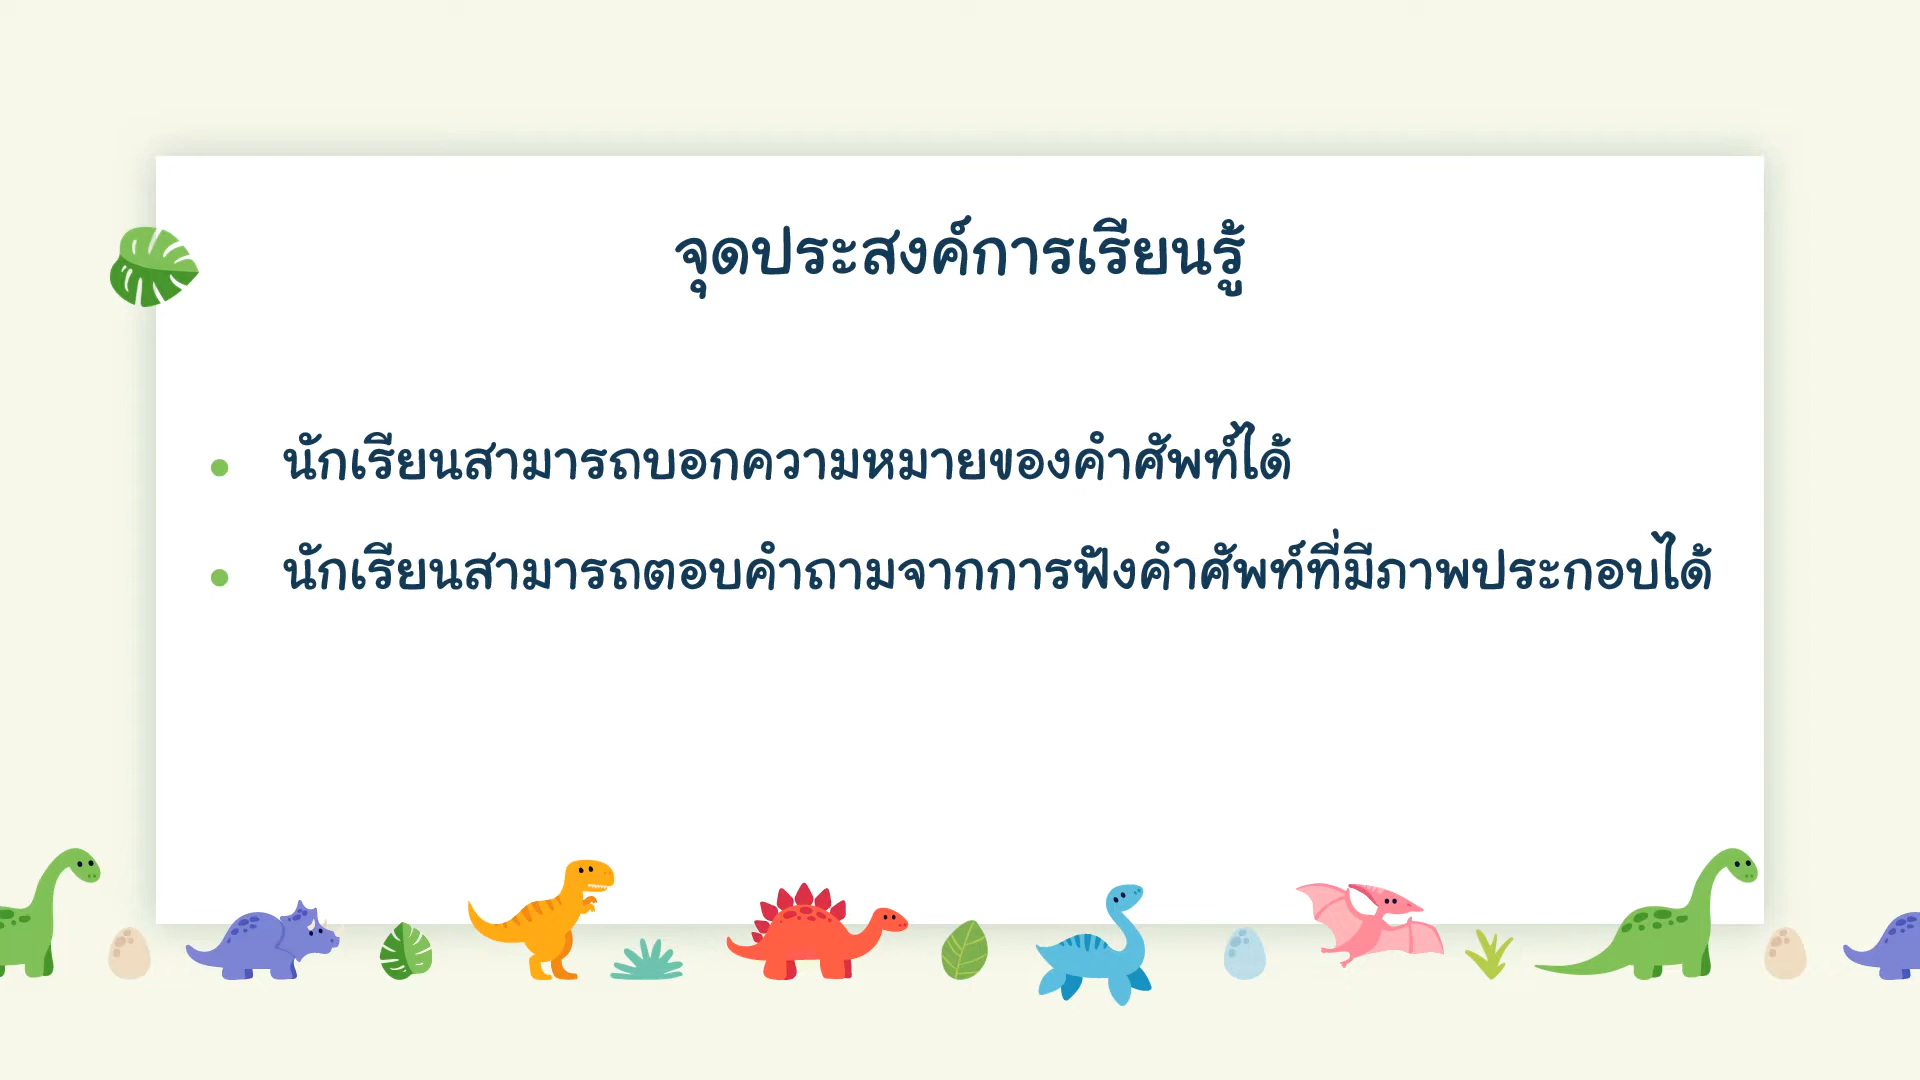 จุดประสงค์การเรียนรู้
นักเรียนสามารถบอกความหมายของคำศัพท์ได้
นักเรียนสามารถตอบคำถามจากการฟังคำศัพท์ที่มีภาพประกอบได้